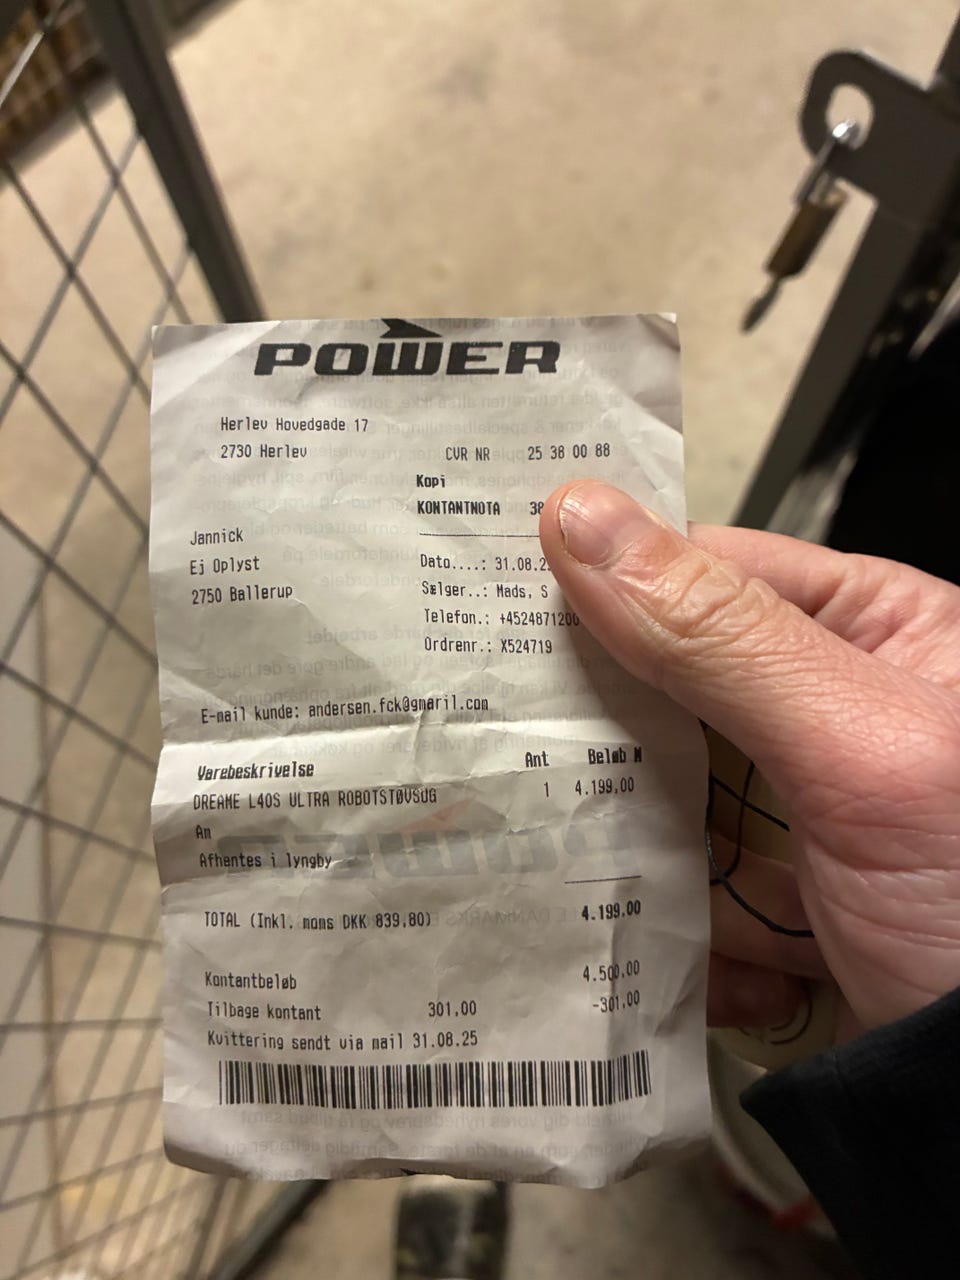 POWER
Herlev Hovedgade 17
2730 Herlev CVR NR 25 38 00 88
Kopi
KONTANTNOTA 38
Jannick
Ej Oplyst
2750 Ballerup
Dato....: 31.08.2
Sælger..: Mads, S
Telefon.: +4524871200
Ordrenr.: X524719
E-mail kunde: andersen.fck@gmaril.com
Varebeskrivelse Ant Beløb M
DREAME L40S ULTRA ROBOTSTØVSUG 1 4.199,00
An
Afhentes i lyngby
TOTAL (Inkl. moms DKK 839,80) 4.199,00
Kontantbeløb 4.500,00
Tilbage kontant 301,00 -301,00
Kvittering sendt via mail 31.08.25